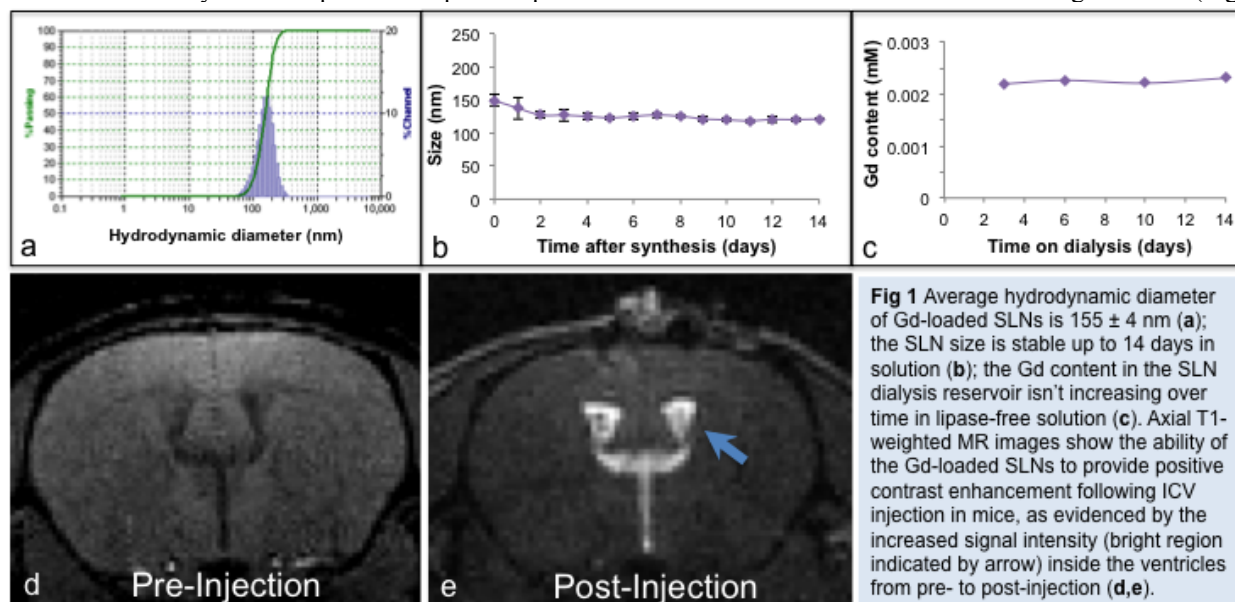 100
90
80
70
60
50
40
30
20
10
0
%Passing
20
10
0
%Channel
0.1 1 10 100 1,000 10,000
Hydrodynamic diameter (nm)
a
250
200
150
100
50
0
Size (nm)
0 2 4 6 8 10 12 14
Time after synthesis (days)
b
0.003
0.002
0.001
0
Gd content (mM)
0 2 4 6 8 10 12 14
Time on dialysis (days)
c
d
Pre-Injection
e
Post-Injection
Fig 1 Average hydrodynamic diameter
of Gd-loaded SLNs is 155 ± 4 nm (a);
the SLN size is stable up to 14 days in
solution (b); the Gd content in the SLN
dialysis reservoir isn't increasing over
time in lipase-free solution (c). Axial T1-
weighted MR images show the ability of
the Gd-loaded SLNs to provide positive
contrast enhancement following ICV
injection in mice, as evidenced by the
increased signal intensity (bright region
indicated by arrow) inside the ventricles
from pre- to post-injection (d,e).